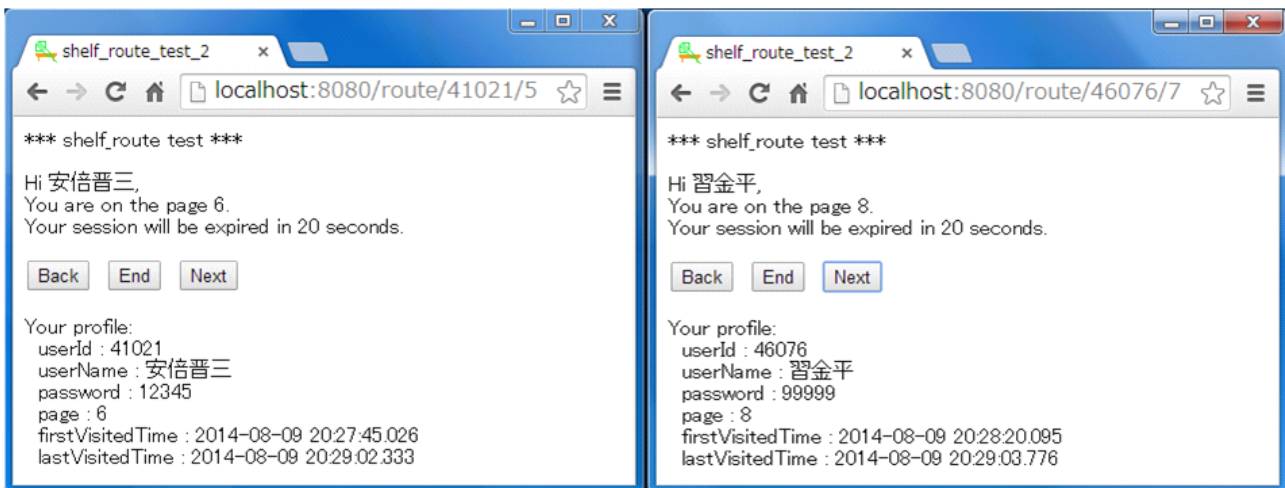 shelf_route_test_2
localhost:8080/route/41021/5
*** shelf_route test ***
Hi 安倍晋三,
You are on the page 6.
Your session will be expired in 20 seconds.
Back End Next
Your profile:
userId : 41021
userName : 安倍晋三
password : 12345
page : 6
firstVisitedTime : 2014-08-09 20:27:45.026
lastVisitedTime : 2014-08-09 20:29:02.333
shelf_route_test_2
localhost:8080/route/46076/7
*** shelf_route test ***
Hi 習金平,
You are on the page 8.
Your session will be expired in 20 seconds.
Back End Next
Your profile:
userId : 46076
userName : 習金平
password : 99999
page : 8
firstVisitedTime : 2014-08-09 20:28:20.095
lastVisitedTime : 2014-08-09 20:29:03.776